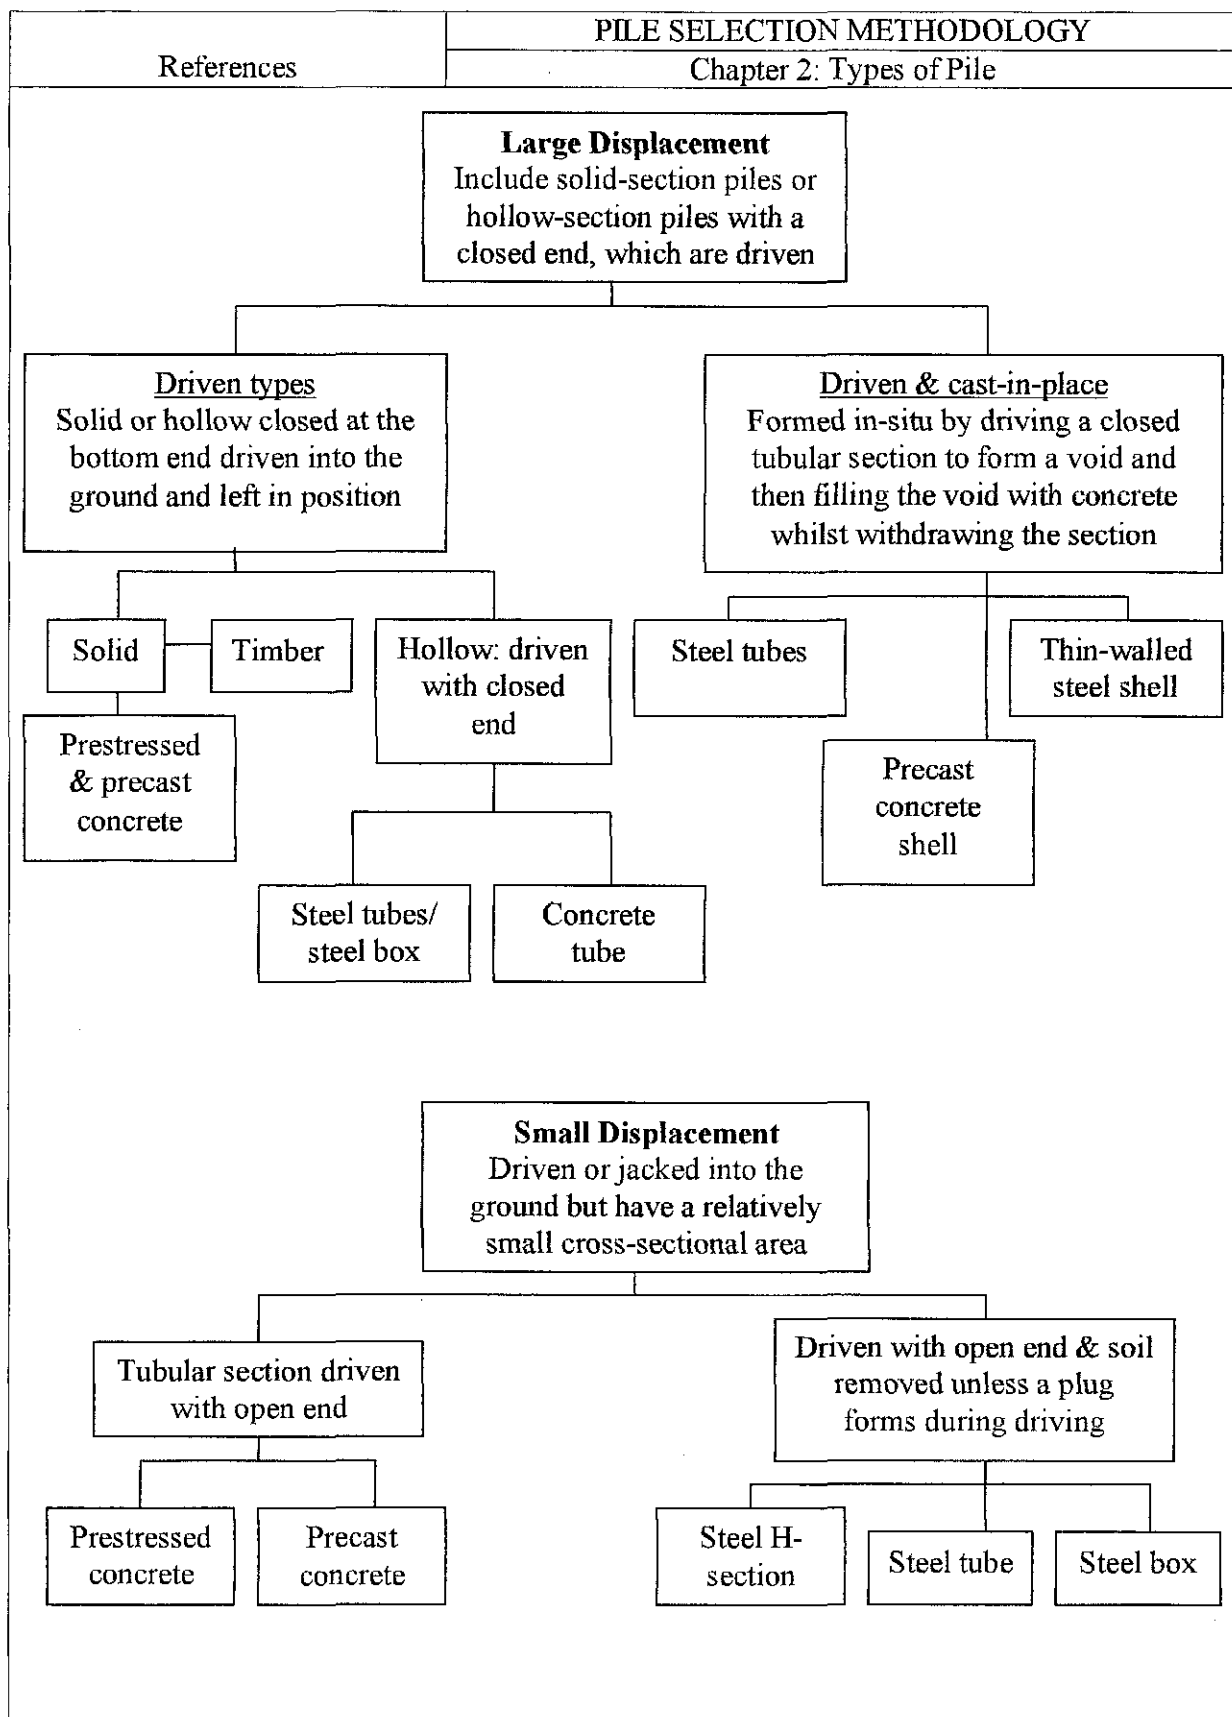 PILE SELECTION METHODOLOGY
References
Chapter 2: Types of Pile
Large Displacement
Include solid-section piles or
hollow-section piles with a
closed end, which are driven
Driven types
Solid or hollow closed at the
bottom end driven into the
ground and left in position
Driven & cast-in-place
Formed in-situ by driving a closed
tubular section to form a void and
then filling the void with concrete
whilst withdrawing the section
Solid
Timber
Hollow: driven
with closed
end
Steel tubes
Thin-walled
steel shell
Prestressed
& precast
concrete
Precast
concrete
shell
Steel tubes/
steel box
Concrete
tube
Small Displacement
Driven or jacked into the
ground but have a relatively
small cross-sectional area
Tubular section driven
with open end
Driven with open end & soil
removed unless a plug
forms during driving
Prestressed
concrete
Precast
concrete
Steel H-
section
Steel tube
Steel box